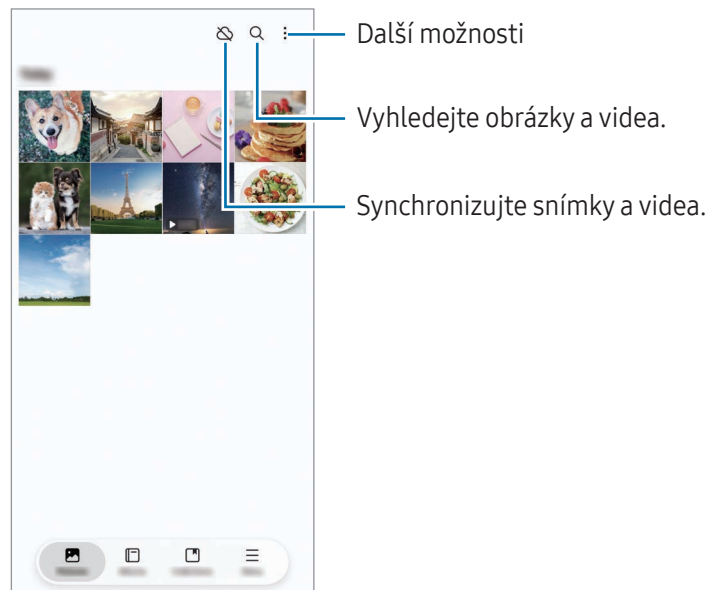 Další možnosti
Vyhledejte obrázky a videa.
Synchronizujte snímky a videa.